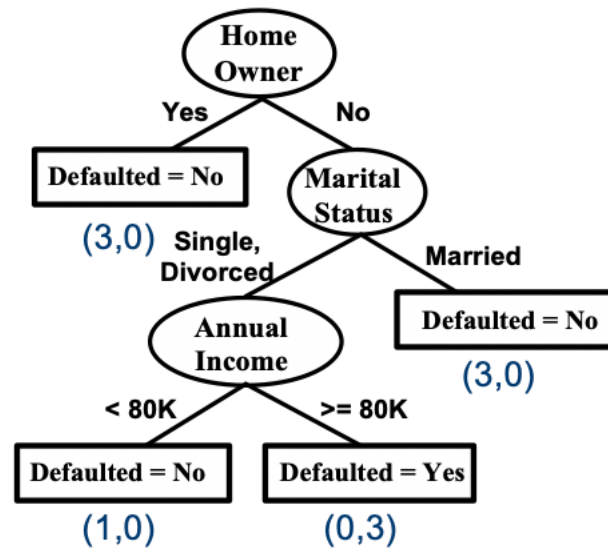 Home
Owner
Yes
No
Defaulted = No
(3,0)
Marital
Status
Single,
Divorced
Married
Annual
Income
Defaulted = No
(3,0)
< 80K
>= 80K
Defaulted = No
Defaulted = Yes
(1,0)
(0,3)